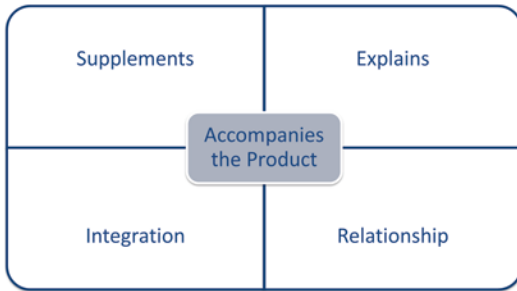 Supplements
Explains
Accompanies
the Product
Integration
Relationship